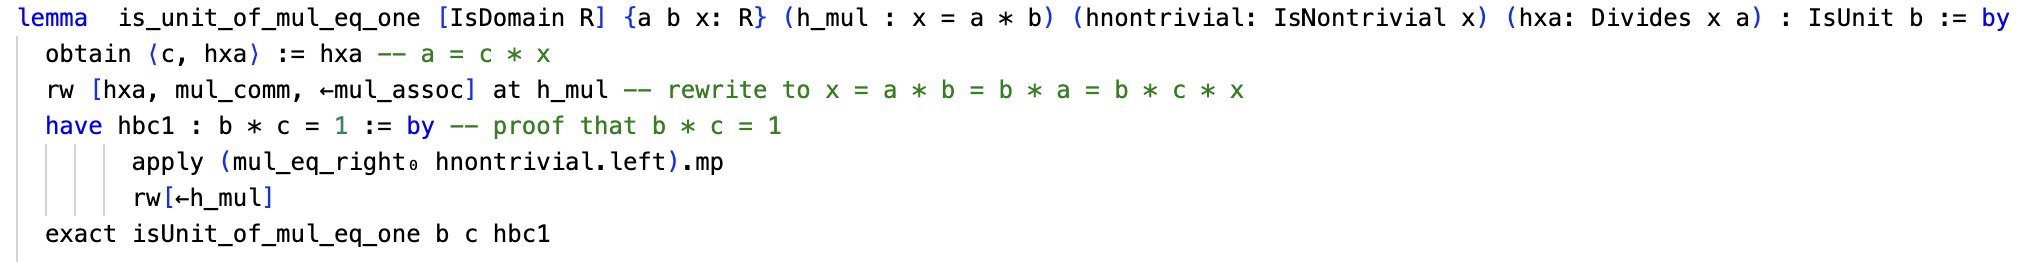 lemma  is_unit_of_mul_eq_one [IsDomain R] {a b x: R} (h_mul : x = a * b) (hnontrivial: IsNontrivial x) (hxa: Divides x a) : IsUnit b := by
obtain ⟨c, hxa⟩ := hxa -- a = c * x
rw [hxa, mul_comm, ←mul_assoc] at h_mul -- rewrite to x = a * b = b * a = b * c * x
have hbc1 : b * c = 1 := by -- proof that b * c = 1
apply (mul_eq_right₀ hnontrivial.left).mp
rw[←h_mul]
exact isUnit_of_mul_eq_one b c hbc1